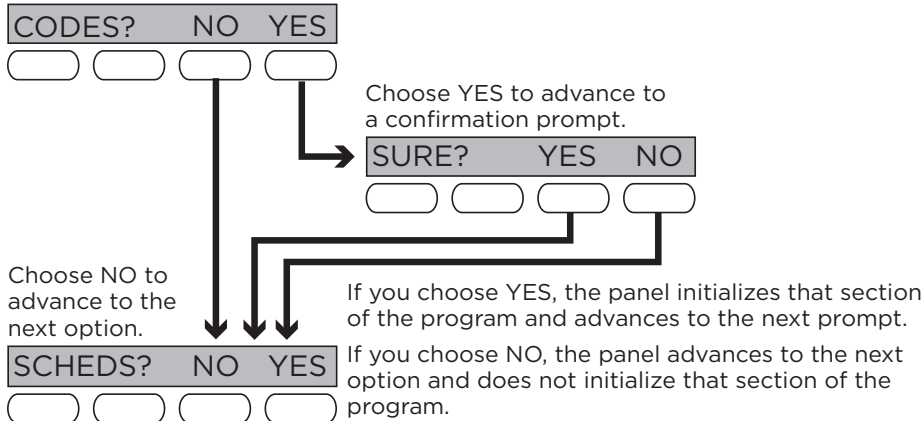 CODES? NO YES
Choose YES to advance to
a confirmation prompt.
SURE? YES NO
Choose NO to
advance to the
next option.
If you choose YES, the panel initializes that section
of the program and advances to the next prompt.
SCHEDS? NO YES
If you choose NO, the panel advances to the next
option and does not initialize that section of the
program.